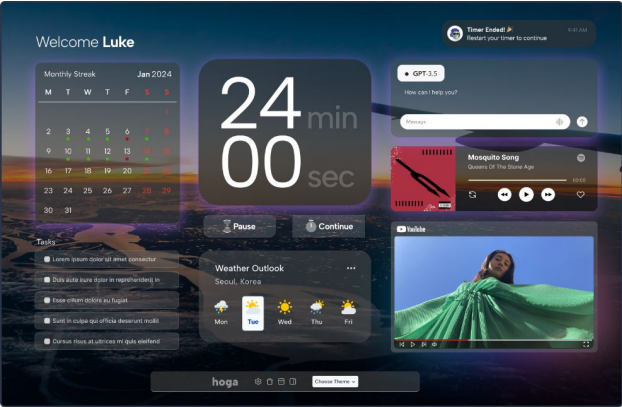 Welcome Luke
Timer Ended! 🎉
9:41 AM
Restart your timer to continue
Monthly Streak
Jan 2024
M T W T F S S
1
2 3 4 5 6 7 8
9 10 11 12 13 14 15
16 17 18 19 20 21 22
23 24 25 26 27 28 29
30 31
Tasks
Lorem ipsum dolor sit amet consectur
Duis aute irure dolor in reprehenderit in
Esse cillum dolore eu fugiat
Sunt in culpa qui officia deserunt mollit
Cursus risus at ultrices mi quis eleifend
24 min
00 sec
Pause
Continue
Weather Outlook
Seoul, Korea
Mon Tue Wed Thu Fri
GPT-3.5
How can I help you?
Message
Mosquito Song
Queens Of The Stone Age
YouTube
hoga
Choose Theme